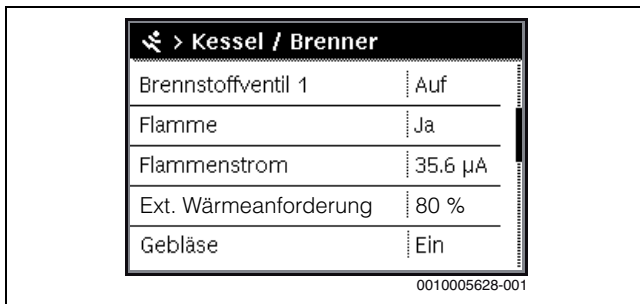 > Kessel / Brenner
Brennstoffventil 1 Auf
Flamme Ja
Flammenstrom 35.6 µA
Ext. Wärmeanforderung 80 %
Gebläse Ein
0010005628-001